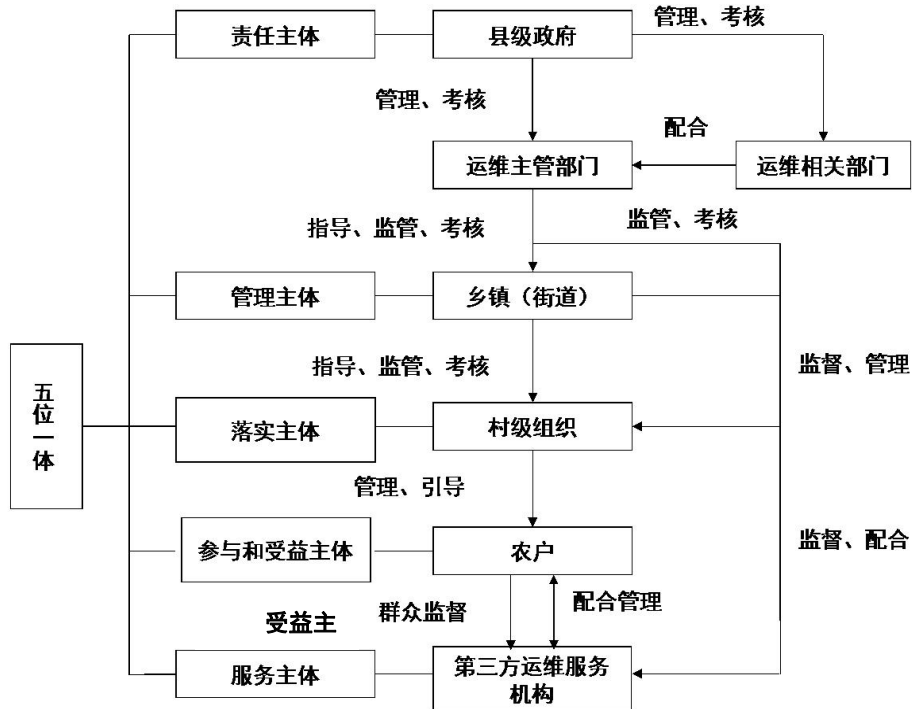 责任主体
县级政府
管理、考核
管理、考核
配合
运维主管部门
运维相关部门
指导、监管、考核
监管、考核
管理主体
乡镇（街道）
五位一体
指导、监管、考核
监督、管理
落实主体
村级组织
管理、引导
参与和受益主体
农户
监督、配合
群众监督
配合管理
受益主
服务主体
第三方运维服务
机构